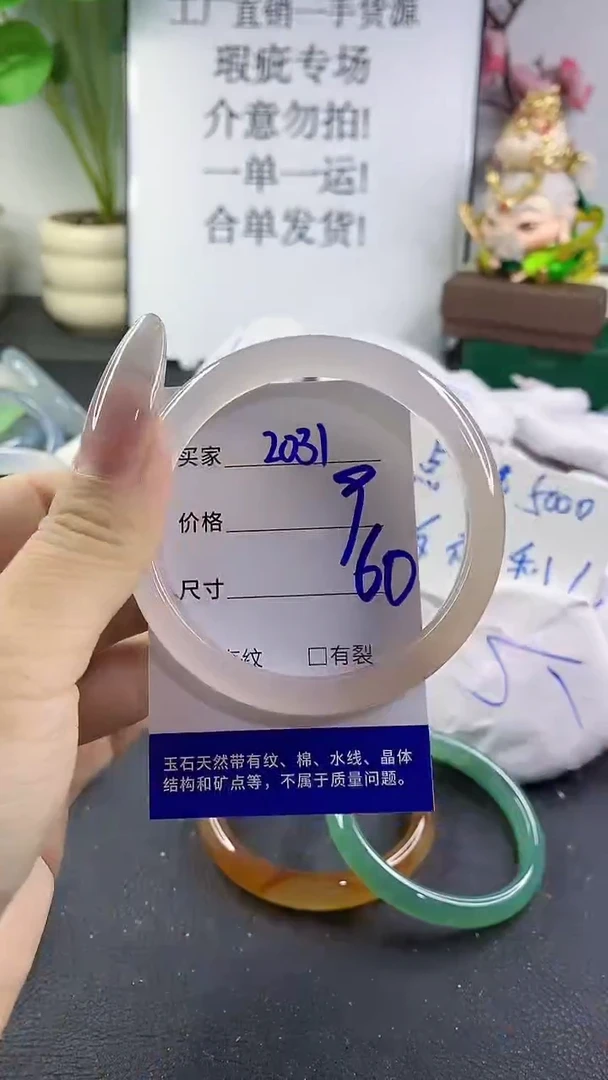 工厂直销一手货源
瑕疵专场
介意勿拍!
一单一运!
合单发货!
买家 2031
价格
尺寸 60
纹 □有裂
玉石天然带有纹、棉、水线、晶体
结构和矿点等，不属于质量问题。
点 5000